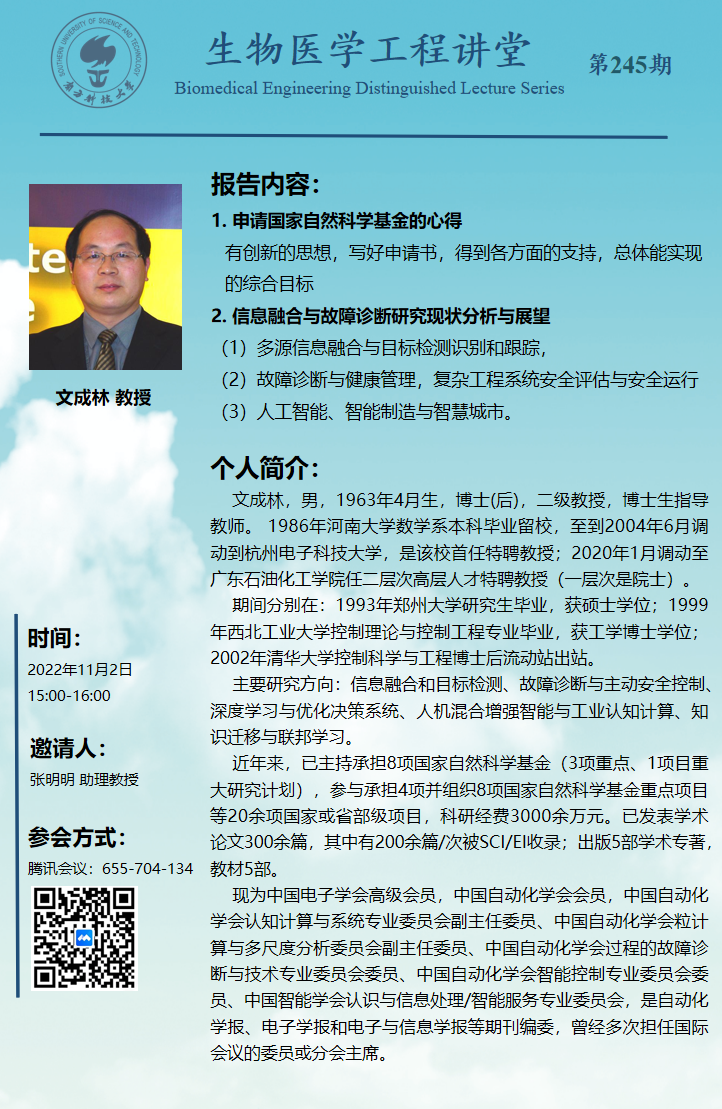 SOUTHERN UNIVERSITY OF SCIENCE AND TECHNOLOGY
南方科技大学
生物医学工程讲堂
第245期
Biomedical Engineering Distinguished Lecture Series
报告内容：
1. 申请国家自然科学基金的心得
有创新的思想，写好申请书，得到各方面的支持，总体能实现
的综合目标
2. 信息融合与故障诊断研究现状分析与展望
（1）多源信息融合与目标检测识别和跟踪，
（2）故障诊断与健康管理，复杂工程系统安全评估与安全运行
（3）人工智能、智能制造与智慧城市。
te
e
文成林 教授
个人简介：
文成林，男，1963年4月生，博士(后)，二级教授，博士生指导
教师。 1986年河南大学数学系本科毕业留校，至到2004年6月调
动到杭州电子科技大学，是该校首任特聘教授；2020年1月调动至
广东石油化工学院任二层次高层人才特聘教授（一层次是院士）。
期间分别在：1993年郑州大学研究生毕业，获硕士学位；1999
年西北工业大学控制理论与控制工程专业毕业，获工学博士学位；
2002年清华大学控制科学与工程博士后流动站出站。
主要研究方向：信息融合和目标检测、故障诊断与主动安全控制、
深度学习与优化决策系统、人机混合增强智能与工业认知计算、知
识迁移与联邦学习。
近年来，已主持承担8项国家自然科学基金（3项重点、1项目重
大研究计划），参与承担4项并组织8项国家自然科学基金重点项目
等20余项国家或省部级项目，科研经费3000余万元。已发表学术
论文300余篇，其中有200余篇/次被SCI/EI收录；出版5部学术专著，
教材5部。
现为中国电子学会高级会员，中国自动化学会会员，中国自动化
学会认知计算与系统专业委员会副主任委员、中国自动化学会粒计
算与多尺度分析委员会副主任委员、中国自动化学会过程的故障诊
断与技术专业委员会委员、中国自动化学会智能控制专业委员会委
员、中国智能学会认识与信息处理/智能服务专业委员会，是自动化
学报、电子学报和电子与信息学报等期刊编委，曾经多次担任国际
会议的委员或分会主席。
时间：
2022年11月2日
15:00-16:00
邀请人：
张明明 助理教授
参会方式：
腾讯会议：655-704-134